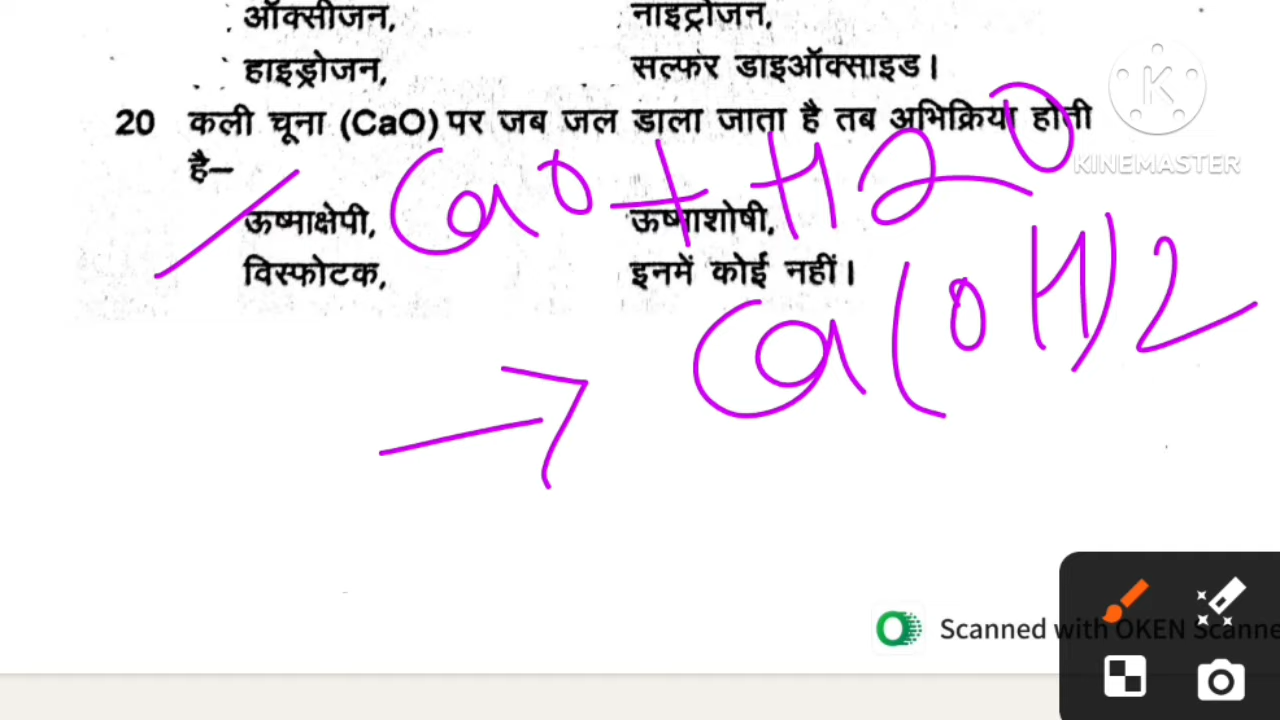 ऑक्सीजन, नाइट्रोजन,
हाइड्रोजन, सल्फर डाइऑक्साइड।
20 कली चूना (CaO) पर जब जल डाला जाता है तब अभिक्रिया होती
है–
ऊष्माक्षेपी, ऊष्माशोषी,
विस्फोटक, इनमें कोई नहीं।
CaO + H2O
→ Ca(OH)2
K
KINEMASTER
Scanned with OKEN Scanne